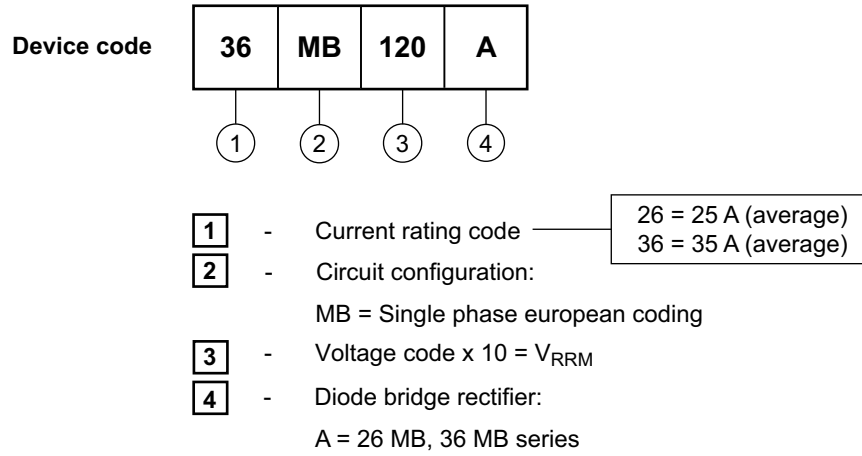 Device code 36 MB 120 A
1 2 3 4
1 - Current rating code
26 = 25 A (average)
36 = 35 A (average)
2 - Circuit configuration:
MB = Single phase european coding
3 - Voltage code x 10 = VRRM
4 - Diode bridge rectifier:
A = 26 MB, 36 MB series